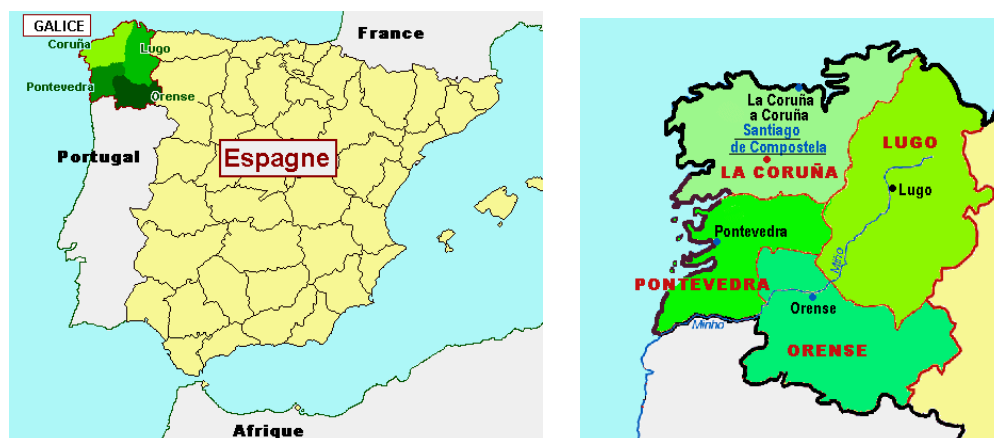 GALICE
Coruña
Lugo
Pontevedra
Orense
France
Portugal
Espagne
Afrique
La Coruña
a Coruña
Santiago
de Compostela
LA CORUÑA
LUGO
Lugo
Pontevedra
PONTEVEDRA
Miño
Orense
Minho
ORENSE